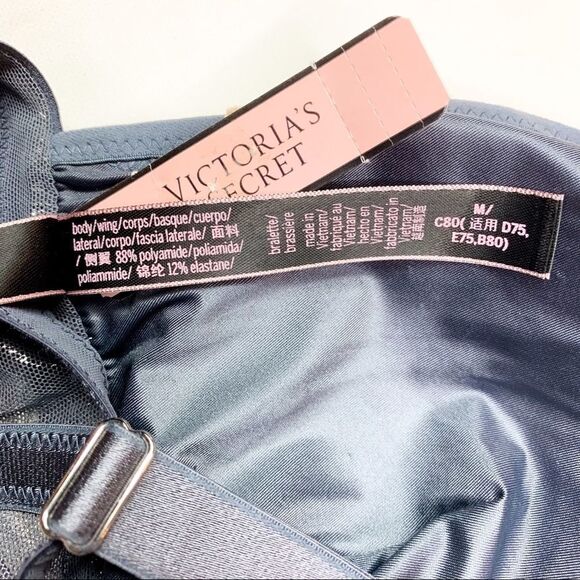 VICTORIA'S
SECRET
body/wing/corps/basque/cuerpo/
lateral/corpo/fascia laterale/ 面料
/ 侧翼 88% polyamide/poliamida/
poliammide/ 锦纶 12% elastane/
bralette/
brassière
made in
Vietnam/
fabriqué au
Vietnam/
hecho en
Vietnam/
fabbricato in
Vietnam/
越南制造
M/
C80( 适用 D75,
E75,B80)